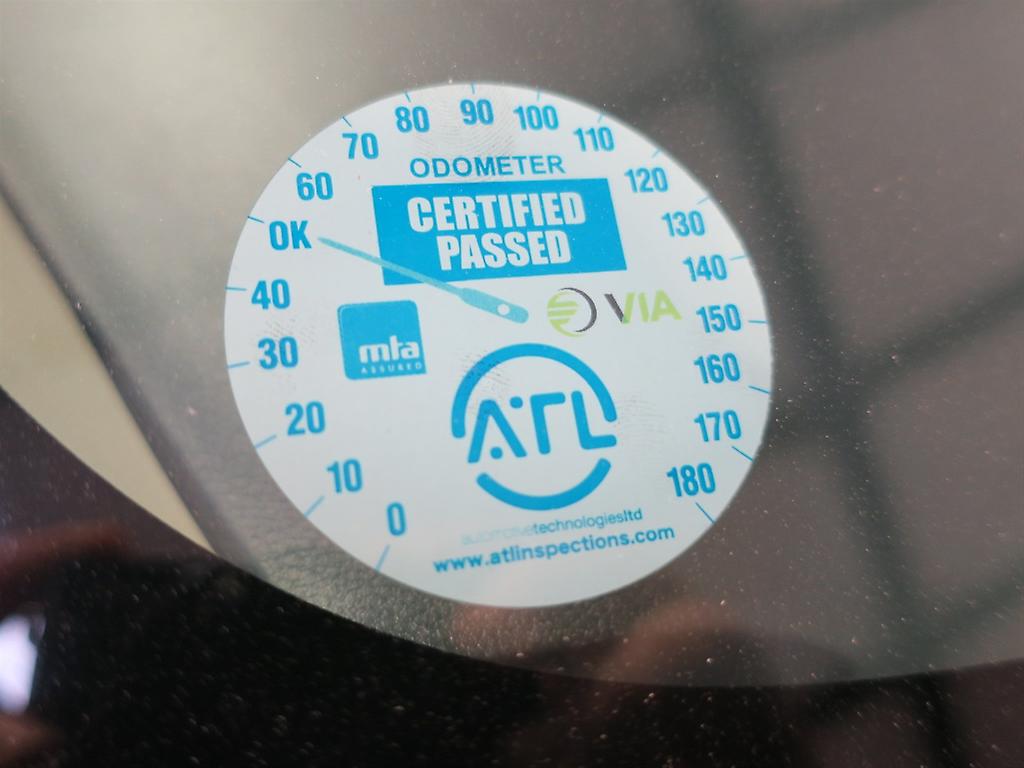 90
80 100
70 110
ODOMETER
60 120
CERTIFIED
PASSED
OK 130
140
40 VIA 150
mta
ASSURED
30 160
ATL
20 170
10 180
0
automotivetechnologiesltd
www.atlinspections.com